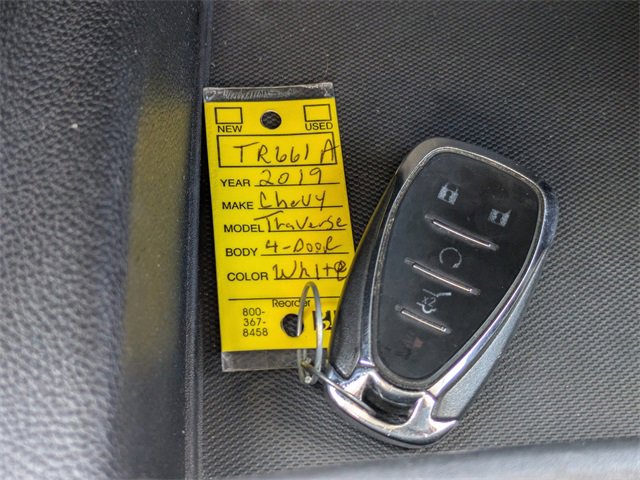 NEW USED
TR661A
YEAR 2019
MAKE Chevy
MODEL Traverse
BODY 4-DOOR
COLOR White
Reorder
800-
367-
8458